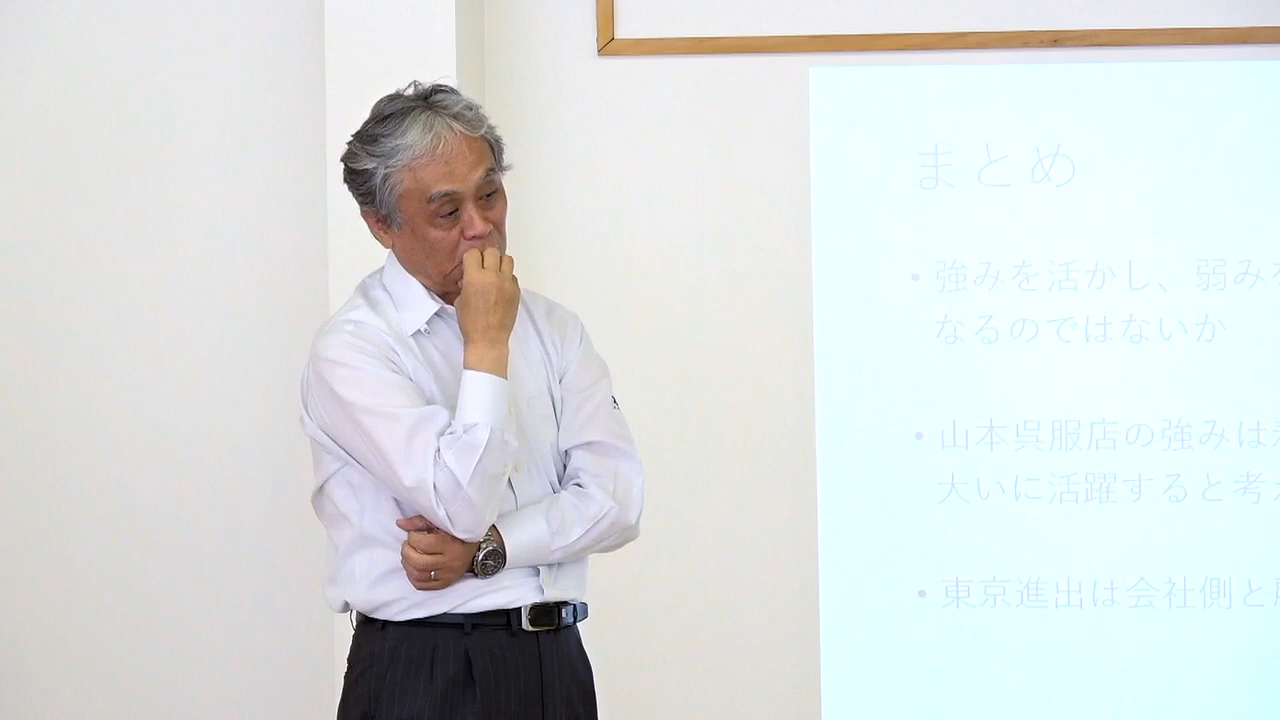 まとめ
• 強みを活かし、弱み
なるのではないか
• 山本呉服店の強みは
大いに活躍すると考
• 東京進出は会社側と